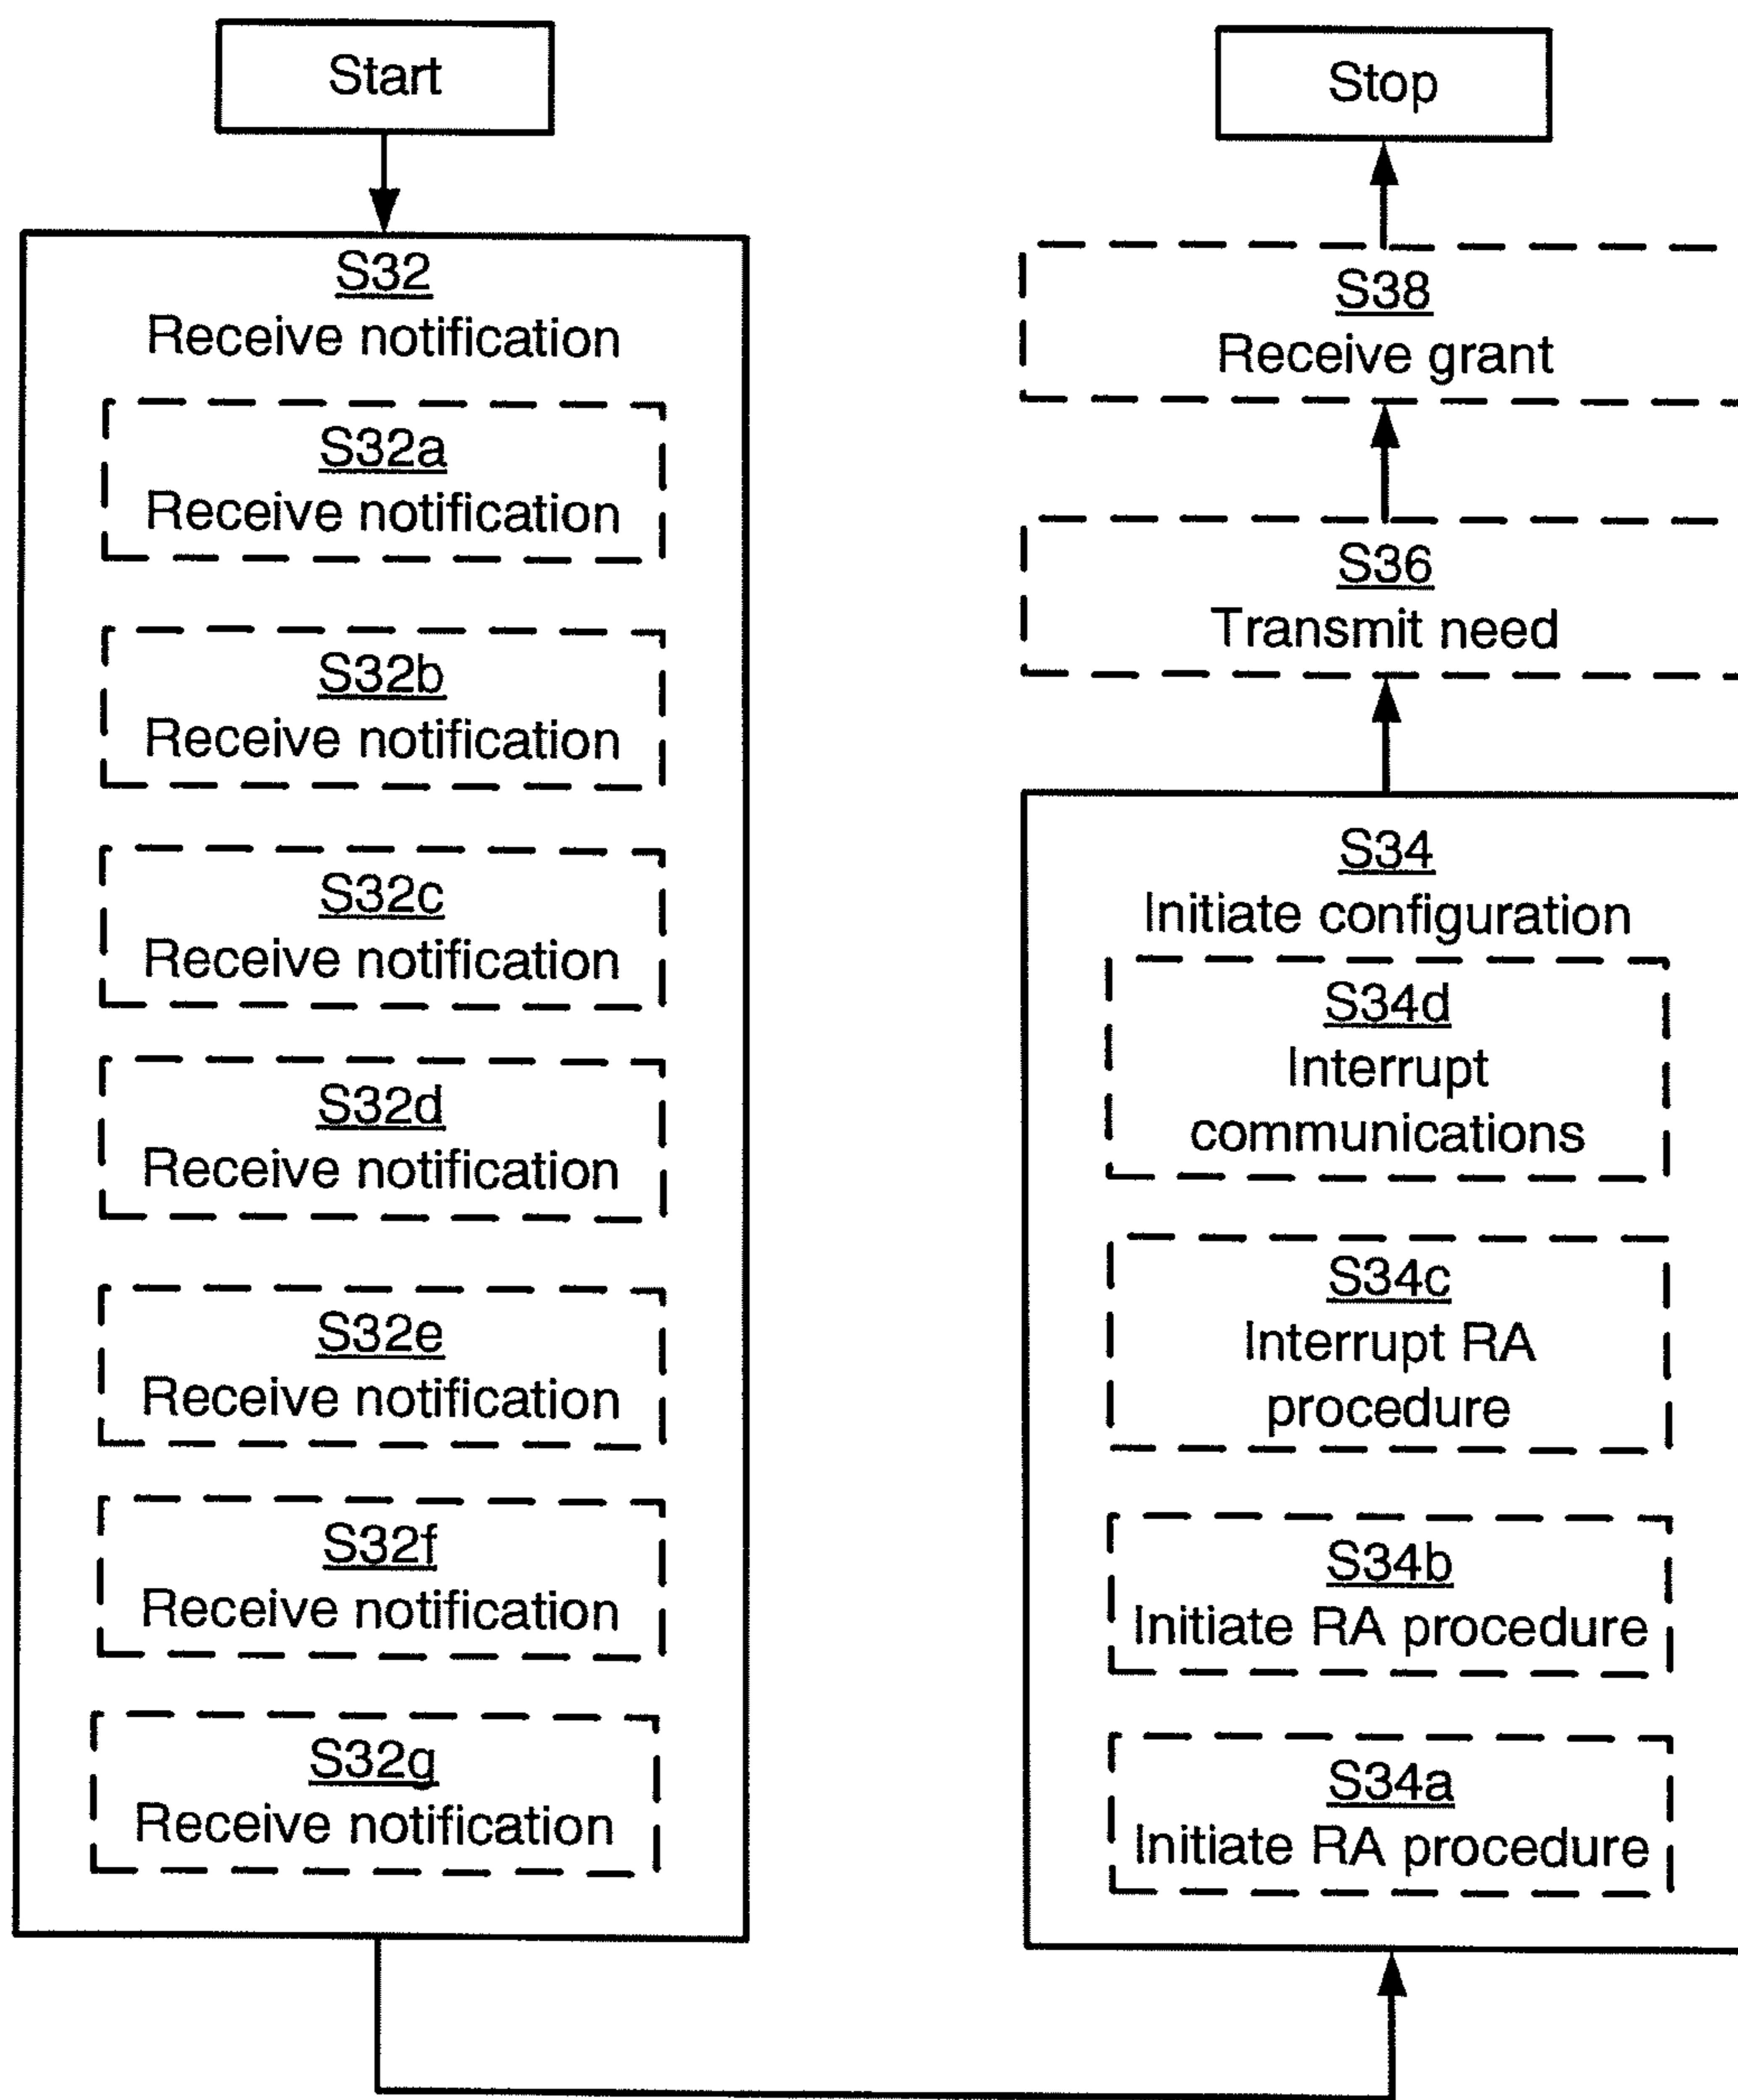 Start
S32
Receive notification
S32a
Receive notification
S32b
Receive notification
S32c
Receive notification
S32d
Receive notification
S32e
Receive notification
S32f
Receive notification
S32g
Receive notification
Stop
S38
Receive grant
S36
Transmit need
S34
Initiate configuration
S34d
Interrupt
communications
S34c
Interrupt RA
procedure
S34b
Initiate RA procedure
S34a
Initiate RA procedure